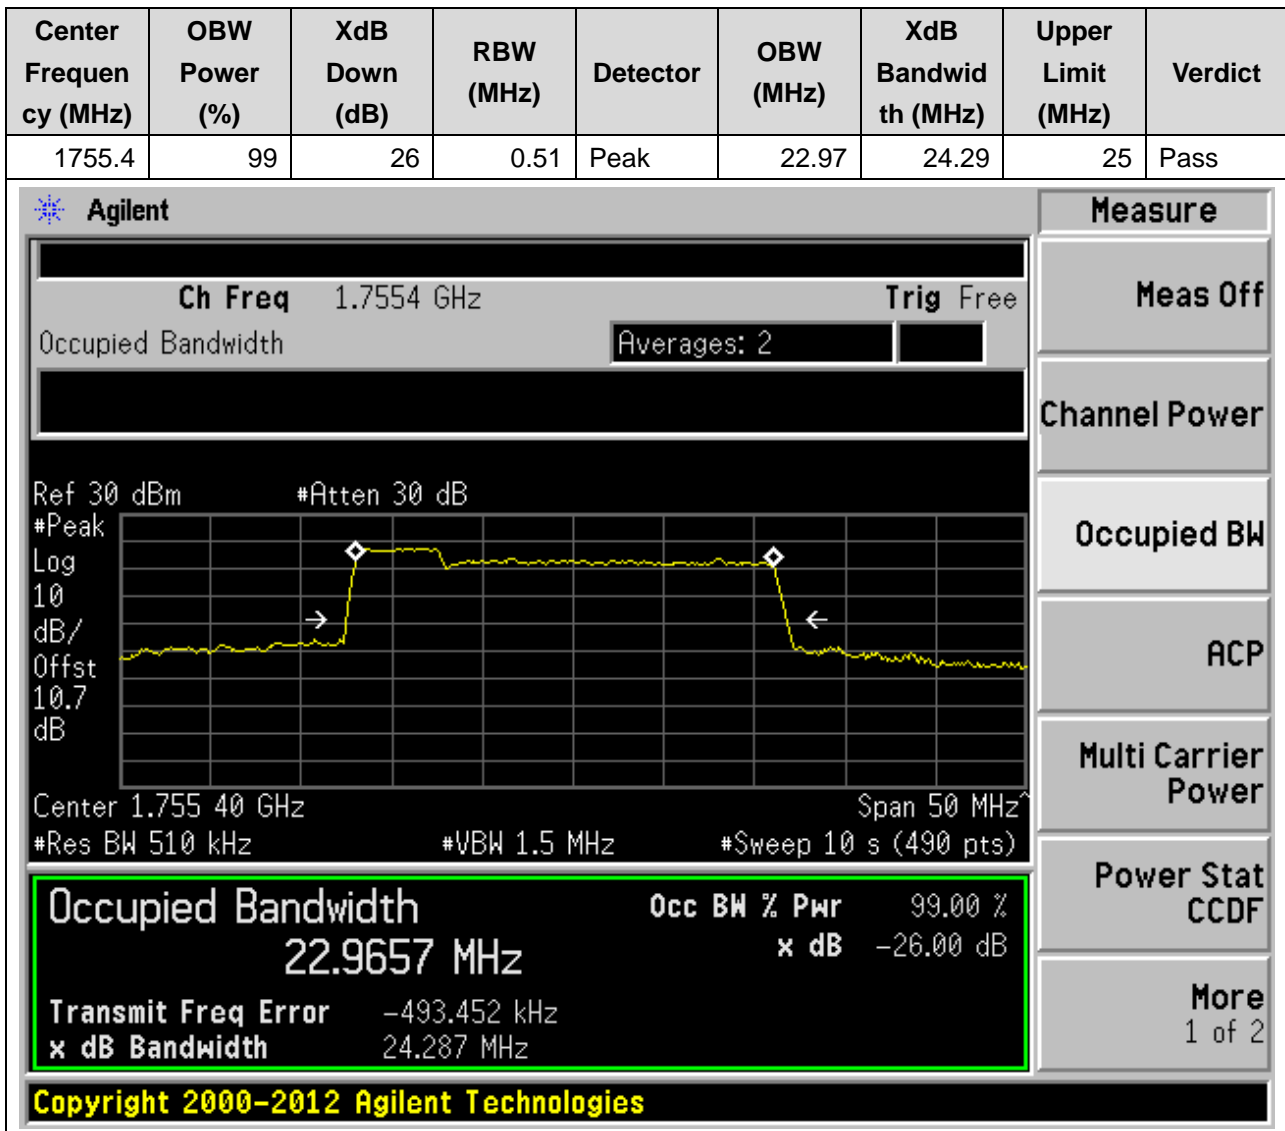 Center Frequen cy (MHz) OBW Power (%) XdB Down (dB) RBW (MHz) Detector OBW (MHz) XdB Bandwid th (MHz) Upper Limit (MHz) Verdict
1755.4 99 26 0.51 Peak 22.97 24.29 25 Pass
Agilent
Ch Freq 1.7554 GHz Trig Free
Occupied Bandwidth Averages: 2
Ref 30 dBm #Atten 30 dB
#Peak
Log
10
dB/
Offst
10.7
dB
Center 1.755 40 GHz Span 50 MHz^
#Res BW 510 kHz #VBW 1.5 MHz #Sweep 10 s (490 pts)
Occupied Bandwidth Occ BW % Pwr 99.00 %
22.9657 MHz x dB -26.00 dB
Transmit Freq Error -493.452 kHz
x dB Bandwidth 24.287 MHz
Copyright 2000-2012 Agilent Technologies
Measure
Meas Off
Channel Power
Occupied BW
ACP
Multi Carrier
Power
Power Stat
CCDF
More
1 of 2